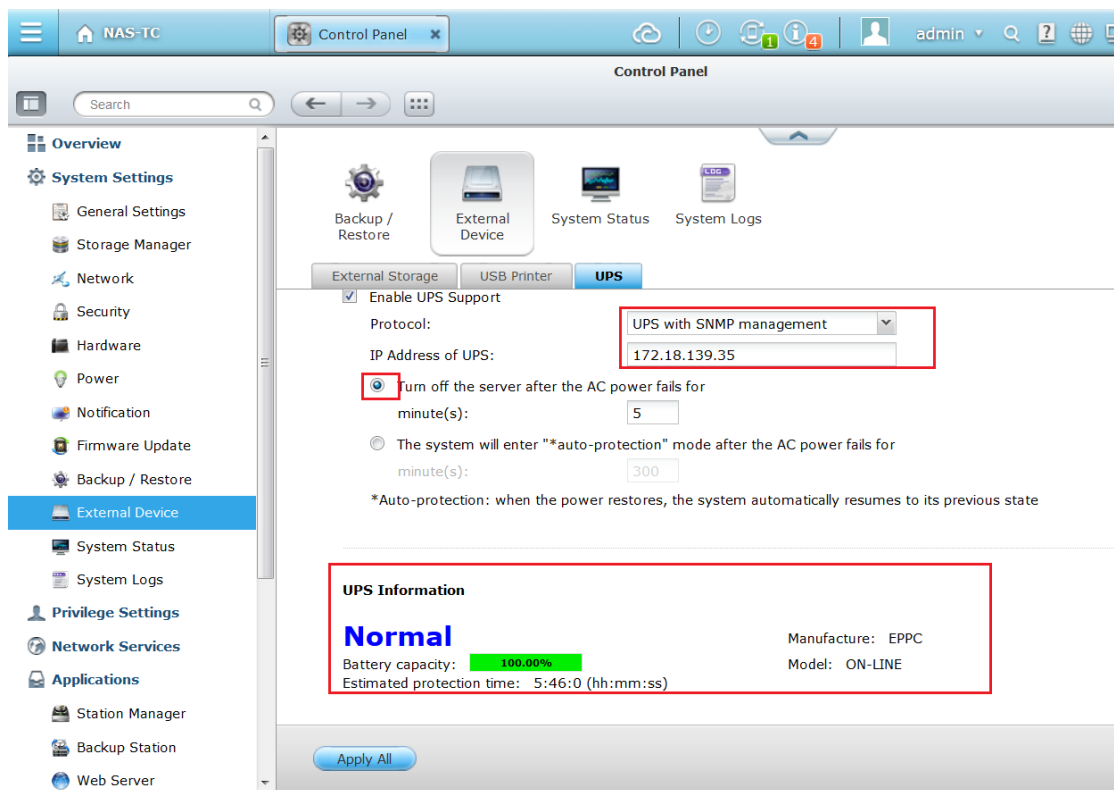 NAS-TC
Control Panel
1
4
admin
?
Control Panel
Search
Overview
System Settings
General Settings
Storage Manager
Network
Security
Hardware
Power
Notification
Firmware Update
Backup / Restore
External Device
System Status
System Logs
Privilege Settings
Network Services
Applications
Station Manager
Backup Station
Web Server
Backup /
Restore
External
Device
System Status
LOG
System Logs
External Storage
USB Printer
UPS
Enable UPS Support
Protocol: UPS with SNMP management
IP Address of UPS: 172.18.139.35
Turn off the server after the AC power fails for
minute(s): 5
The system will enter "*auto-protection" mode after the AC power fails for
minute(s): 300
*Auto-protection: when the power restores, the system automatically resumes to its previous state
UPS Information
Normal
Manufacture: EPPC
Battery capacity: 100.00%
Model: ON-LINE
Estimated protection time: 5:46:0 (hh:mm:ss)
Apply All